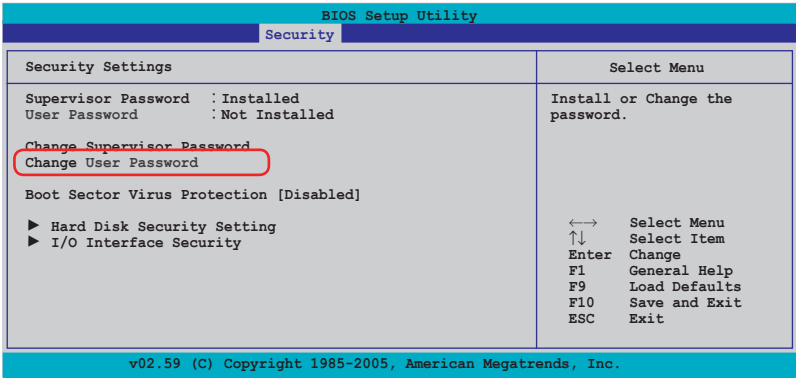 BIOS Setup Utility
Security
Security Settings
Supervisor Password : Installed
User Password : Not Installed
Change Supervisor Password
Change User Password
Boot Sector Virus Protection [Disabled]
▶ Hard Disk Security Setting
▶ I/O Interface Security
Select Menu
Install or Change the
password.
←→ Select Menu
↑↓ Select Item
Enter Change
F1 General Help
F9 Load Defaults
F10 Save and Exit
ESC Exit
v02.59 (C) Copyright 1985-2005, American Megatrends, Inc.